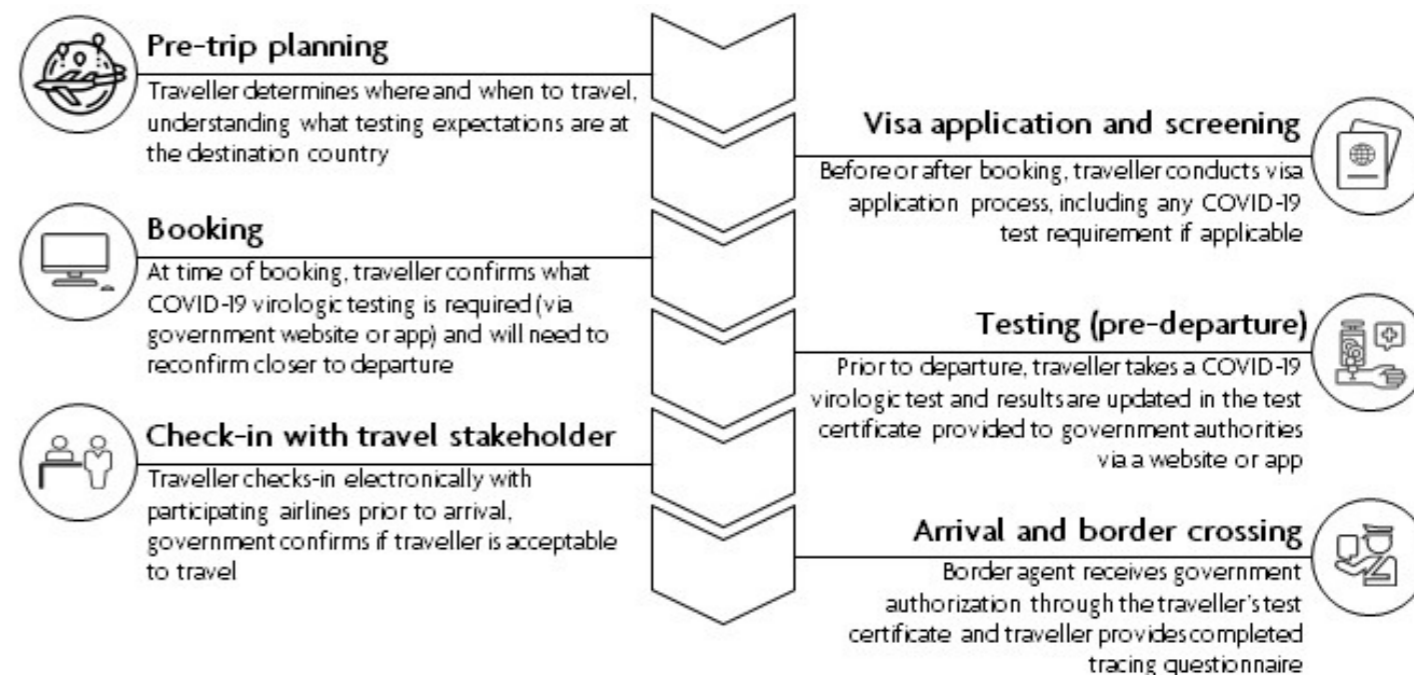 Pre-trip planning
Traveller determines where and when to travel,
understanding what testing expectations are at
the destination country
Visa application and screening
Before or after booking, traveller conducts visa
application process, including any COVID-19
test requirement if applicable
Booking
At time of booking, traveller confirms what
COVID-19 virologic testing is required (via
government website or app) and will need to
reconfirm closer to departure
Testing (pre-departure)
Prior to departure, traveller takes a COVID-19
virologic test and results are updated in the test
certificate provided to government authorities
via a website or app
Check-in with travel stakeholder
Traveller checks-in electronically with
participating airlines prior to arrival,
government confirms if traveller is acceptable
to travel
Arrival and border crossing
Border agent receives government
authorization through the traveller's test
certificate and traveller provides completed
tracing questionnaire